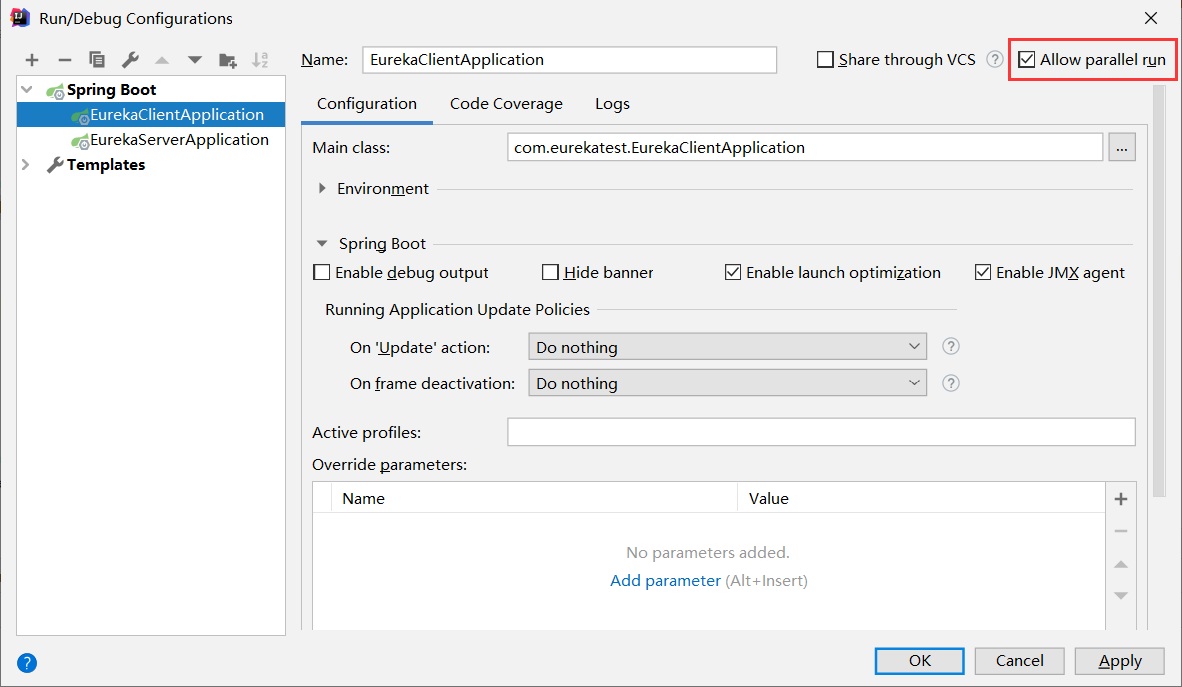 Run/Debug Configurations
Name: EurekaClientApplication
Share through VCS ? Allow parallel run
Spring Boot
EurekaClientApplication
EurekaServerApplication
Templates
Configuration Code Coverage Logs
Main class: com.eurekatest.EurekaClientApplication ...
Environment
Spring Boot
Enable debug output Hide banner Enable launch optimization Enable JMX agent
Running Application Update Policies
On 'Update' action: Do nothing ?
On frame deactivation: Do nothing ?
Active profiles:
Override parameters:
Name Value
No parameters added.
Add parameter (Alt+Insert)
? OK Cancel Apply